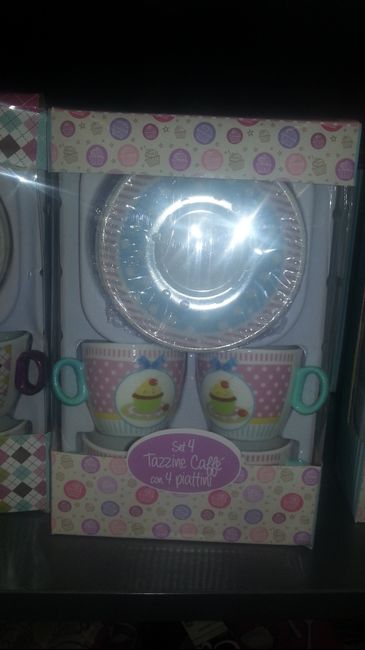 Set 4
Tazzine Caffè
con 4 piattini